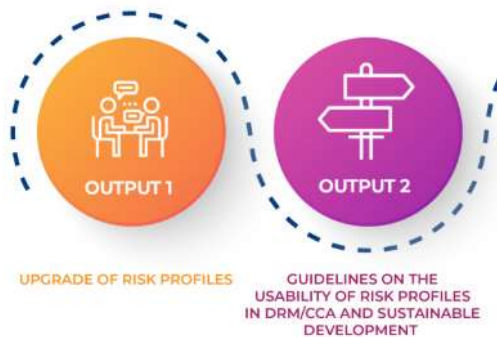 OUTPUT 1
OUTPUT 2
UPGRADE OF RISK PROFILES
GUIDELINES ON THE
USABILITY OF RISK PROFILES
IN DRM/CCA AND SUSTAINABLE
DEVELOPMENT